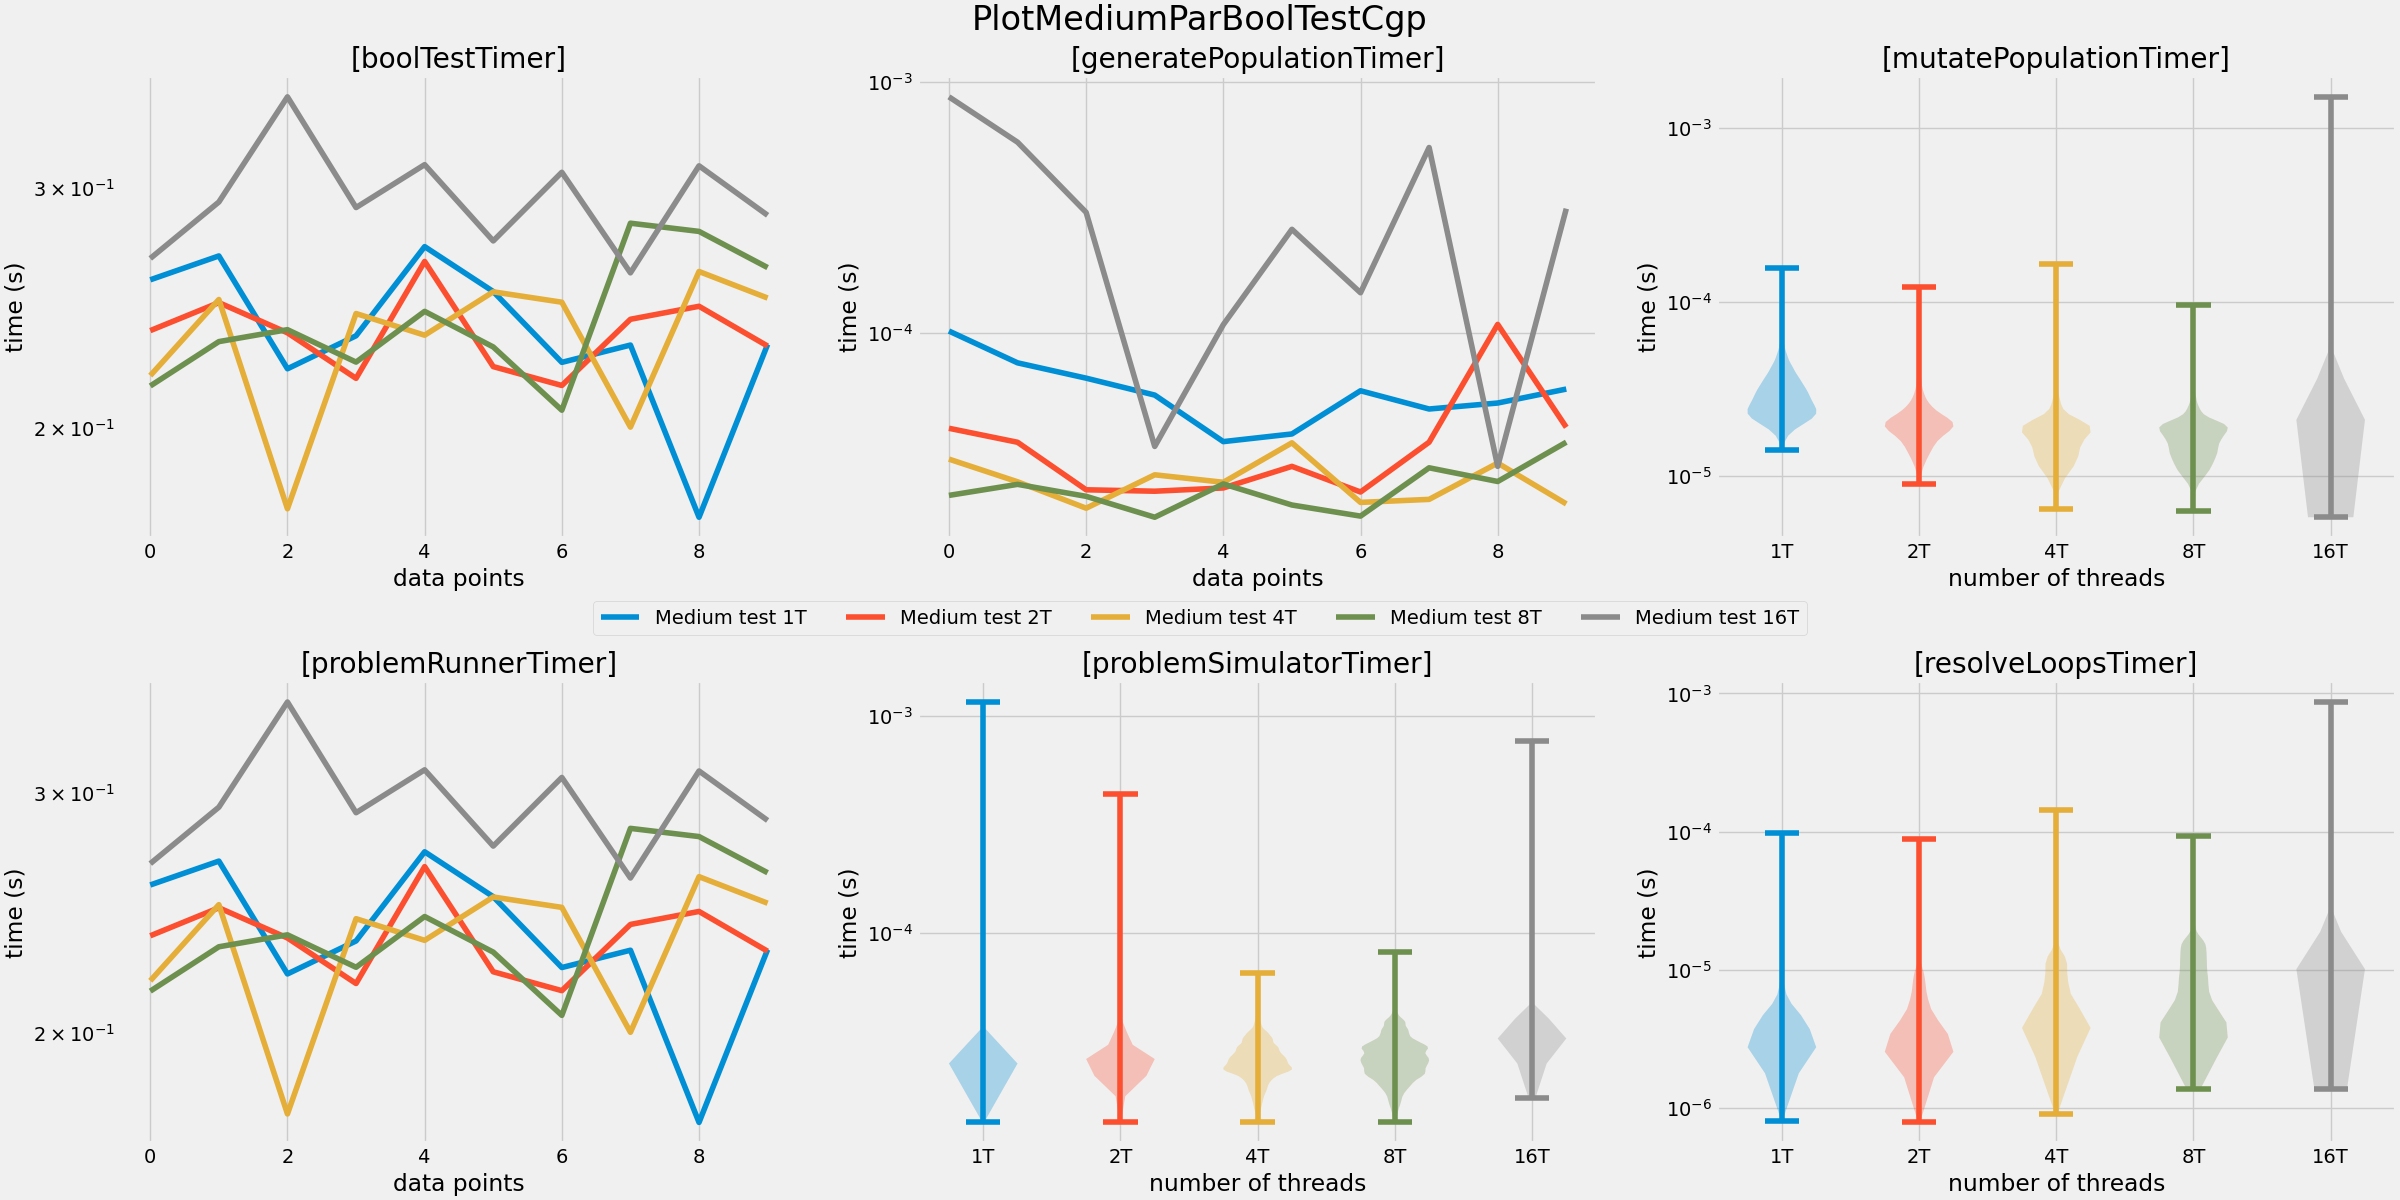 PlotMediumParBoolTestCgp
[boolTestTimer]
time (s)
3 × 10⁻¹
2 × 10⁻¹
0 2 4 6 8
data points
[generatePopulationTimer]
time (s)
10⁻³
10⁻⁴
0 2 4 6 8
data points
[mutatePopulationTimer]
time (s)
10⁻³
10⁻⁴
10⁻⁵
1T 2T 4T 8T 16T
number of threads
Medium test 1T Medium test 2T Medium test 4T Medium test 8T Medium test 16T
[problemRunnerTimer]
time (s)
3 × 10⁻¹
2 × 10⁻¹
0 2 4 6 8
data points
[problemSimulatorTimer]
time (s)
10⁻³
10⁻⁴
1T 2T 4T 8T 16T
number of threads
[resolveLoopsTimer]
time (s)
10⁻³
10⁻⁴
10⁻⁵
10⁻⁶
1T 2T 4T 8T 16T
number of threads